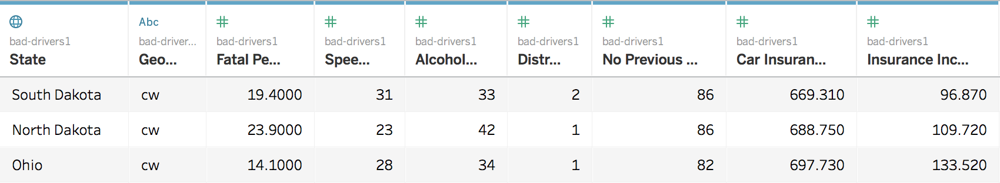 Abc
bad-drivers1 bad-driver... bad-drivers1 bad-drivers1 bad-drivers1 bad-drivers1 bad-drivers1 bad-drivers1 bad-drivers1
State Geo... Fatal Pe... Spee... Alcohol... Distr... No Previous ... Car Insuran... Insurance Inc...
South Dakota cw 19.4000 31 33 2 86 669.310 96.870
North Dakota cw 23.9000 23 42 1 86 688.750 109.720
Ohio cw 14.1000 28 34 1 82 697.730 133.520